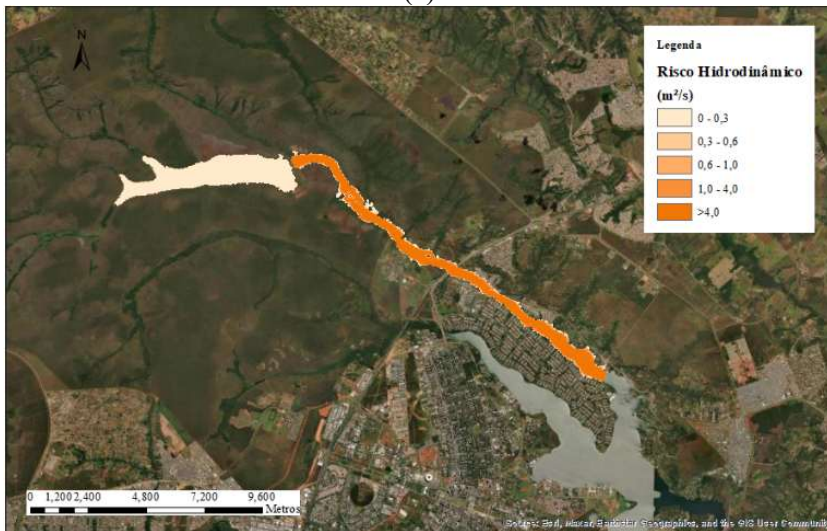 N
Legenda
Risco Hidrodinâmico
(m²/s)
0 - 0,3
0,3 - 0,6
0,6 - 1,0
1,0 - 4,0
>4,0
0 1,200 2,400 4,800 7,200 9,600
Metros
Source: Esri, Maxar, Earthstar Geographics, and the GIS User Communit